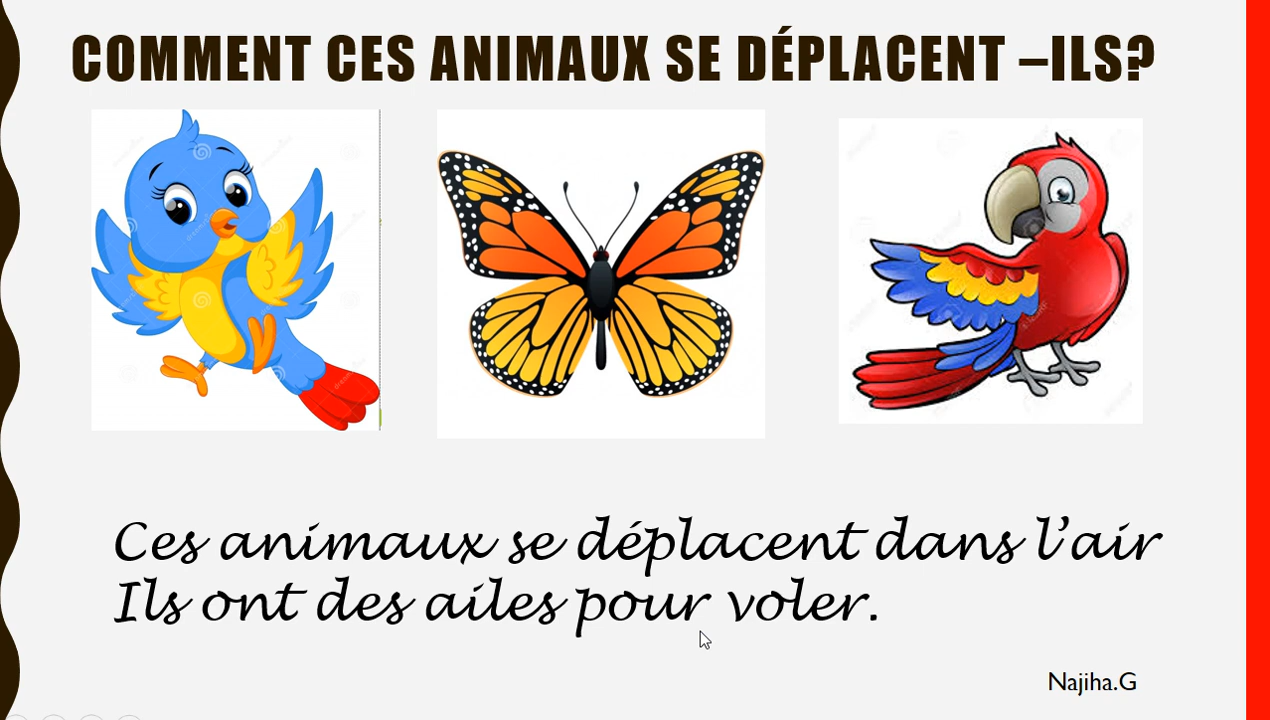 COMMENT CES ANIMAUX SE DÉPLACENT –ILS?
Ces animaux se déplacent dans l’air
Ils ont des ailes pour voler.
Najiha.G